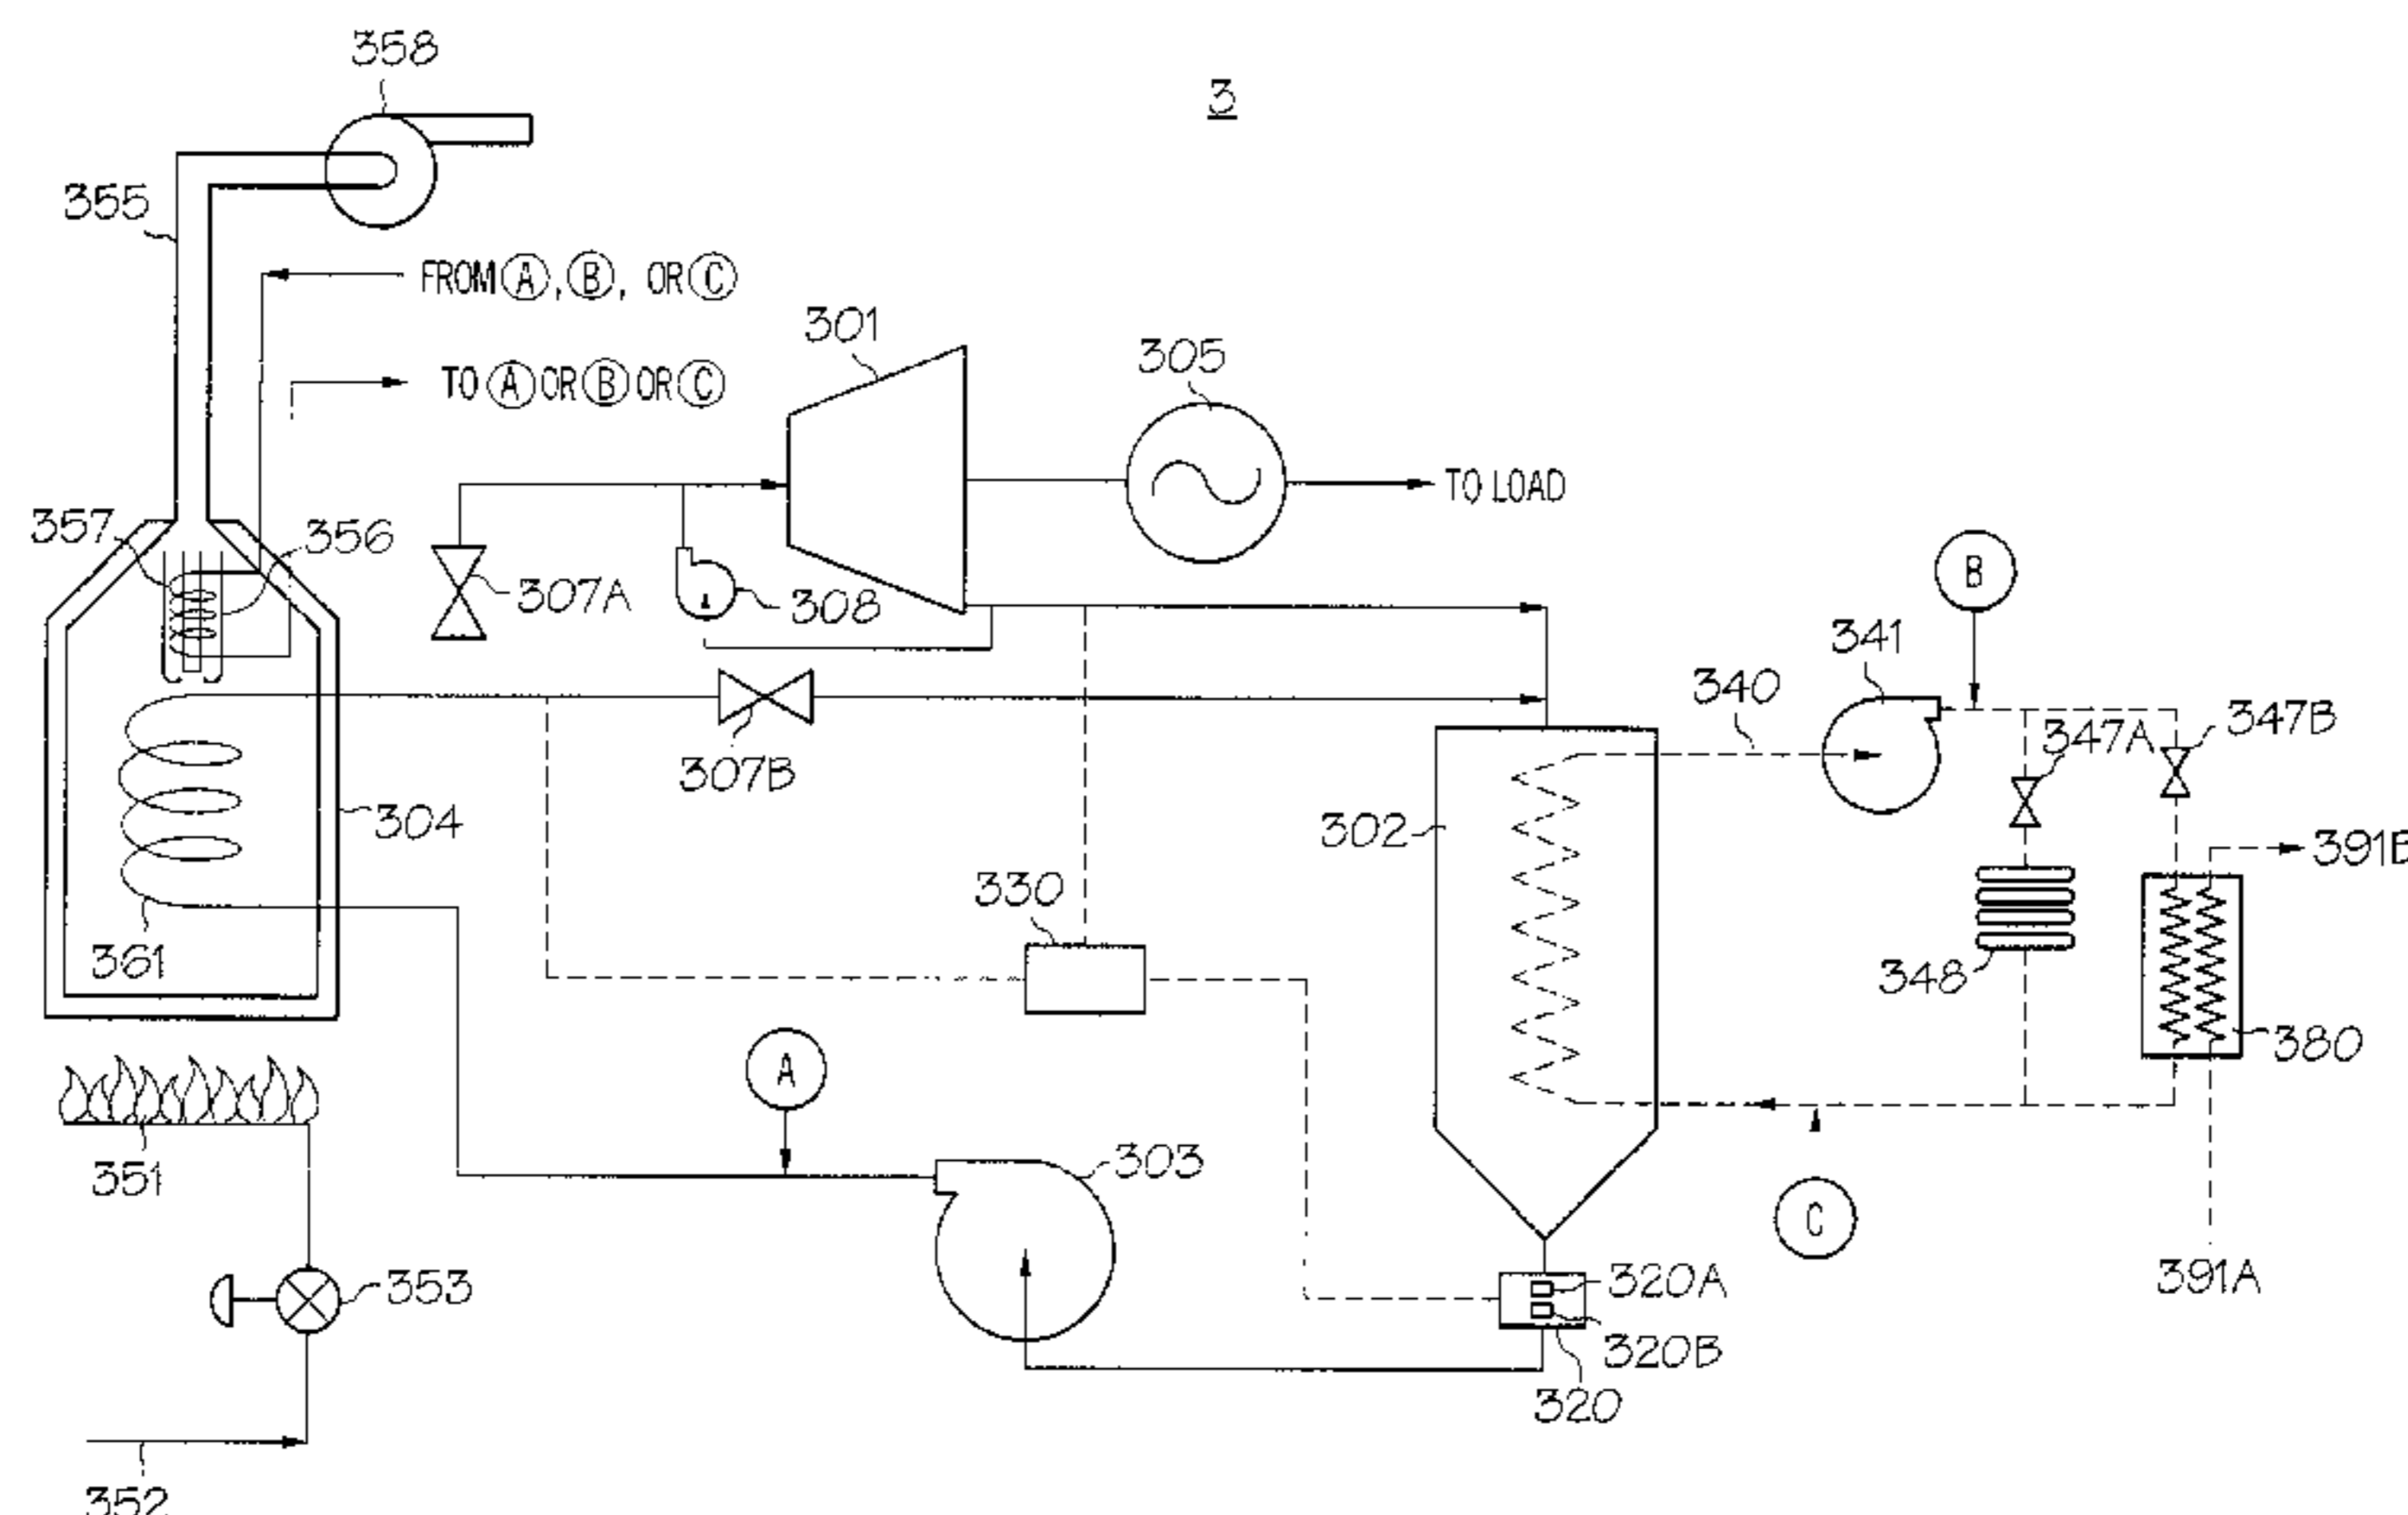 358
3
355
FROM Ⓐ, Ⓑ, OR Ⓒ
301
305
TO Ⓐ OR Ⓑ OR Ⓒ
TO LOAD
357
356
307A
308
B
341
340
347B
347A
307B
304
302
391B
330
361
348
380
A
351
303
C
353
320A
391A
320B
320
352